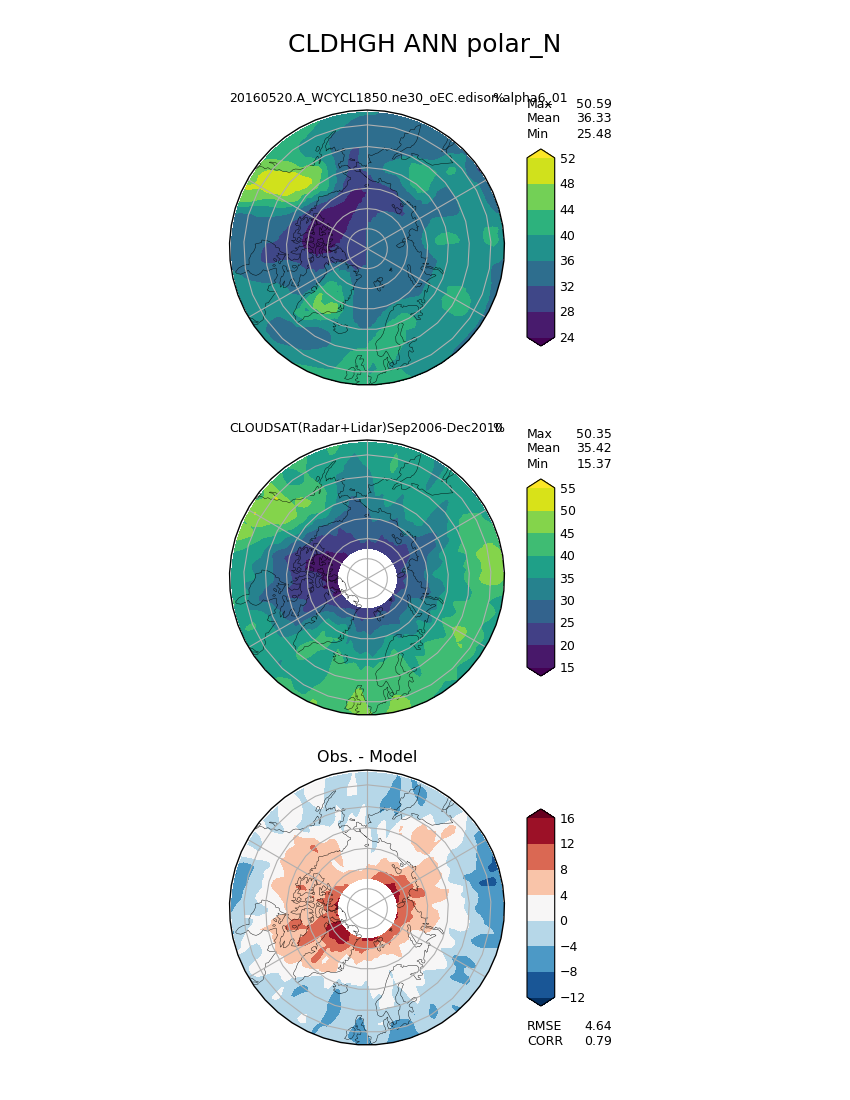 CLDHGH ANN polar_N
20160520.A_WCYCL1850.ne30_oEC.edison.alpha6_01
%
Max 50.59
Mean 36.33
Min 25.48
52
48
44
40
36
32
28
24
CLOUDSAT(Radar+Lidar)Sep2006-Dec2010
%
Max 50.35
Mean 35.42
Min 15.37
55
50
45
40
35
30
25
20
15
Obs. - Model
16
12
8
4
0
−4
−8
−12
RMSE 4.64
CORR 0.79